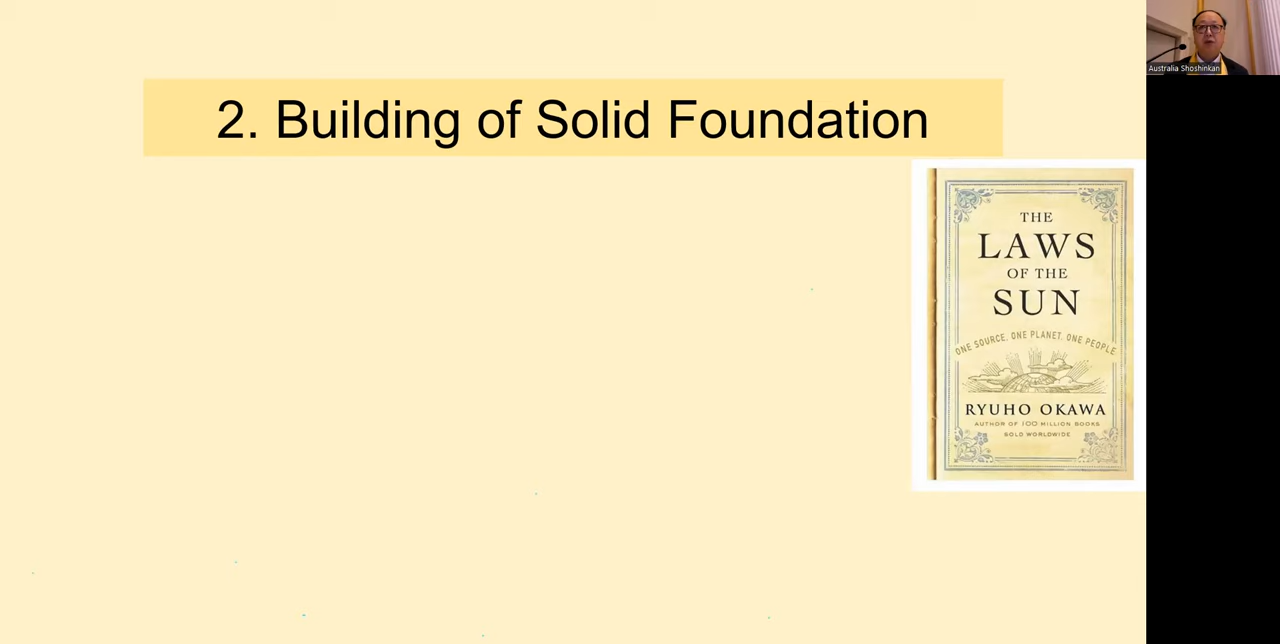 2. Building of Solid Foundation
THE
LAWS
OF THE
SUN
ONE SOURCE, ONE PLANET, ONE PEOPLE
RYUHO OKAWA
AUTHOR OF 100 MILLION BOOKS
SOLD WORLDWIDE
Australia Shoshinkan